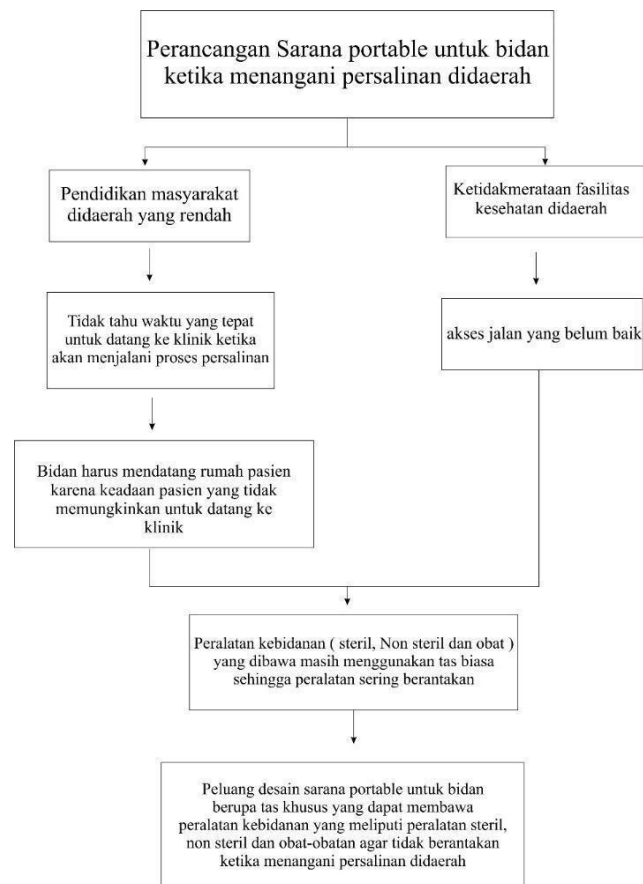 Perancangan Sarana portable untuk bidan
ketika menangani persalinan didaerah
Pendidikan masyarakat
didaerah yang rendah
Ketidakmerataan fasilitas
kesehatan didaerah
Tidak tahu waktu yang tepat
untuk datang ke klinik ketika
akan menjalani proses persalinan
akses jalan yang belum baik
Bidan harus mendatang rumah pasien
karena keadaan pasien yang tidak
memungkinkan untuk datang ke
klinik
Peralatan kebidanan ( steril, Non steril dan obat )
yang dibawa masih menggunakan tas biasa
sehingga peralatan sering berantakan
Peluang desain sarana portable untuk bidan
berupa tas khusus yang dapat membawa
peralatan kebidanan yang meliputi peralatan steril,
non steril dan obat-obatan agar tidak berantakan
ketika menangani persalinan didaerah